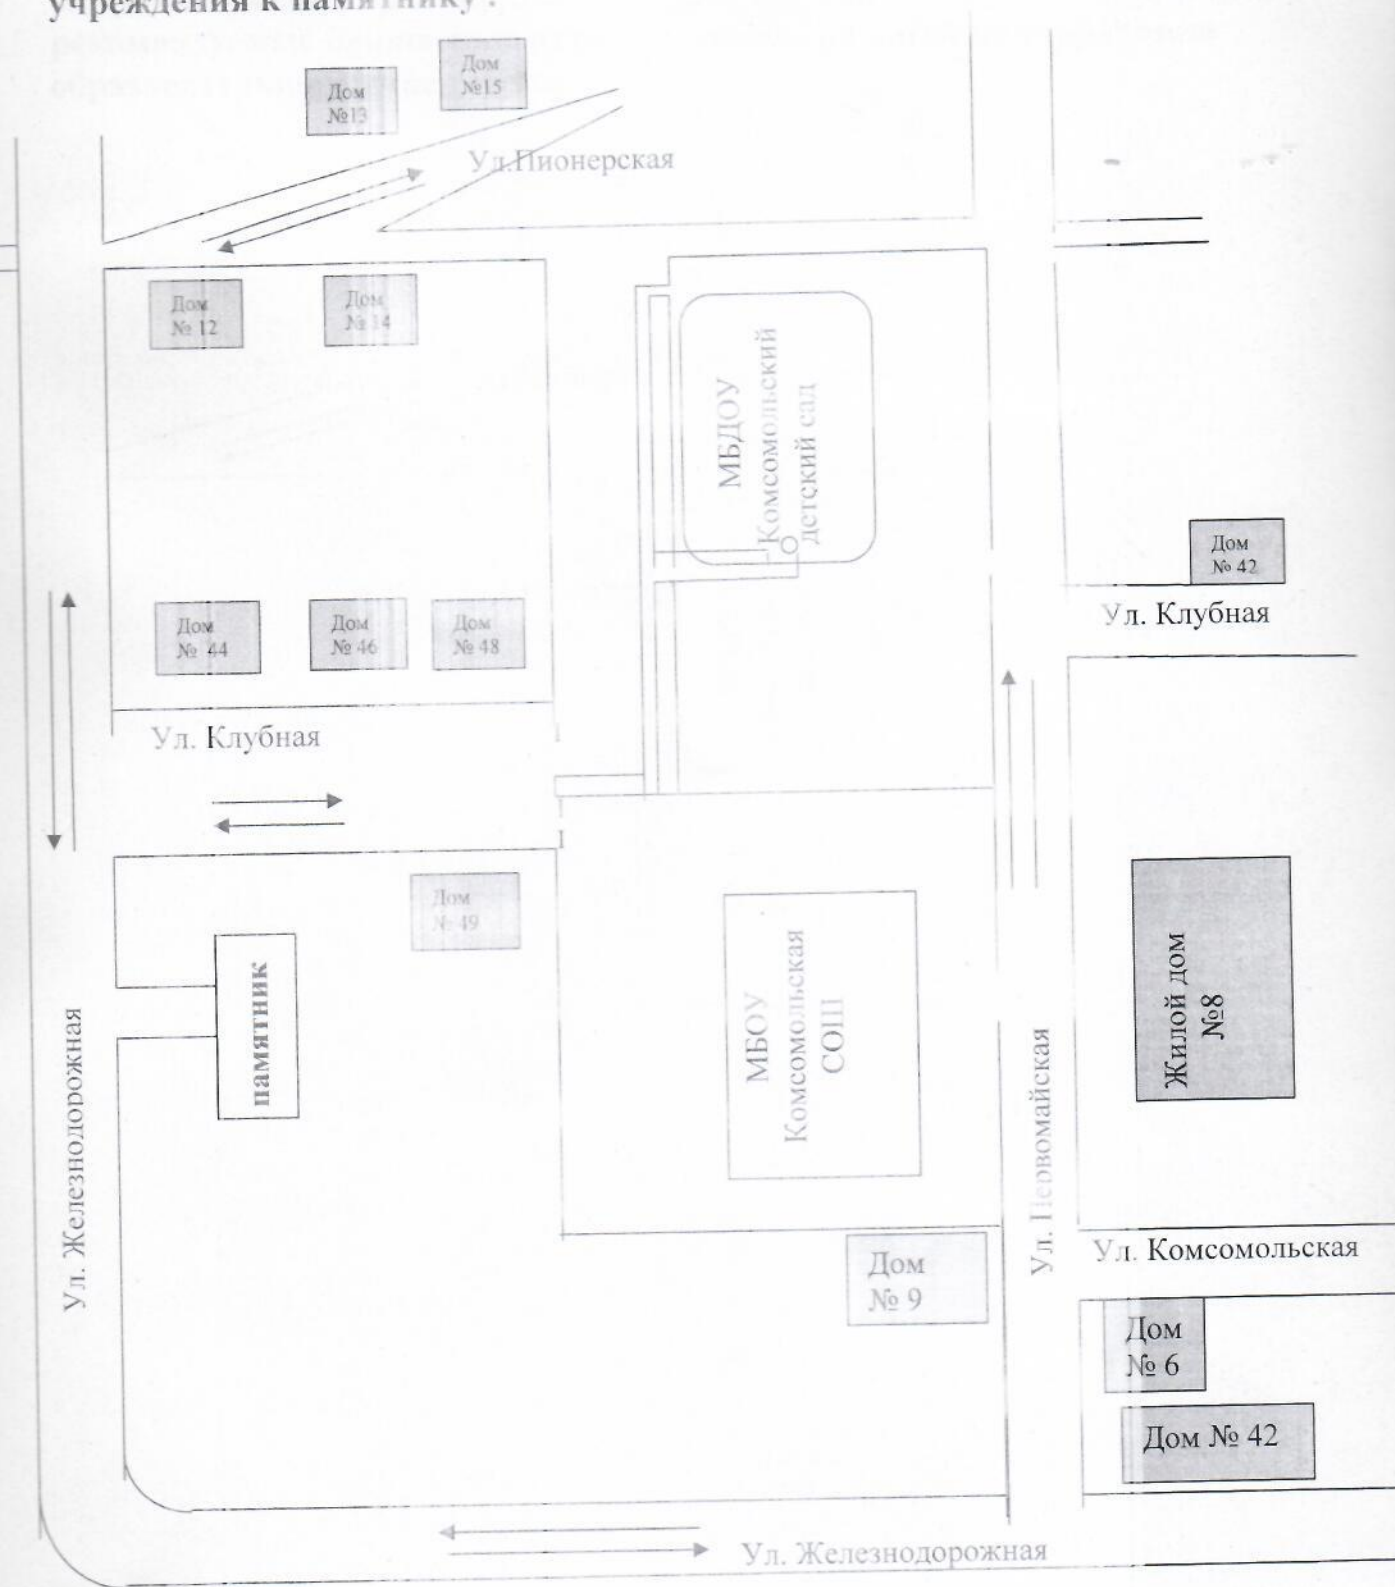 учреждения к памятнику .
Дом
№15
Дом
№13
Ул.Пионерская
Дом
№ 12
Дом
№ 14
МБДОУ
Комсомольский
детский сад
Дом
№ 42
Ул. Клубная
Дом
№ 44
Дом
№ 46
Дом
№ 48
Ул. Клубная
Дом
№ 49
памятник
МБОУ
Комсомольская
СОШ
Жилой дом
№8
Ул. Железнодорожная
Ул. Первомайская
Ул. Комсомольская
Дом
№ 9
Дом
№ 6
Дом № 42
Ул. Железнодорожная